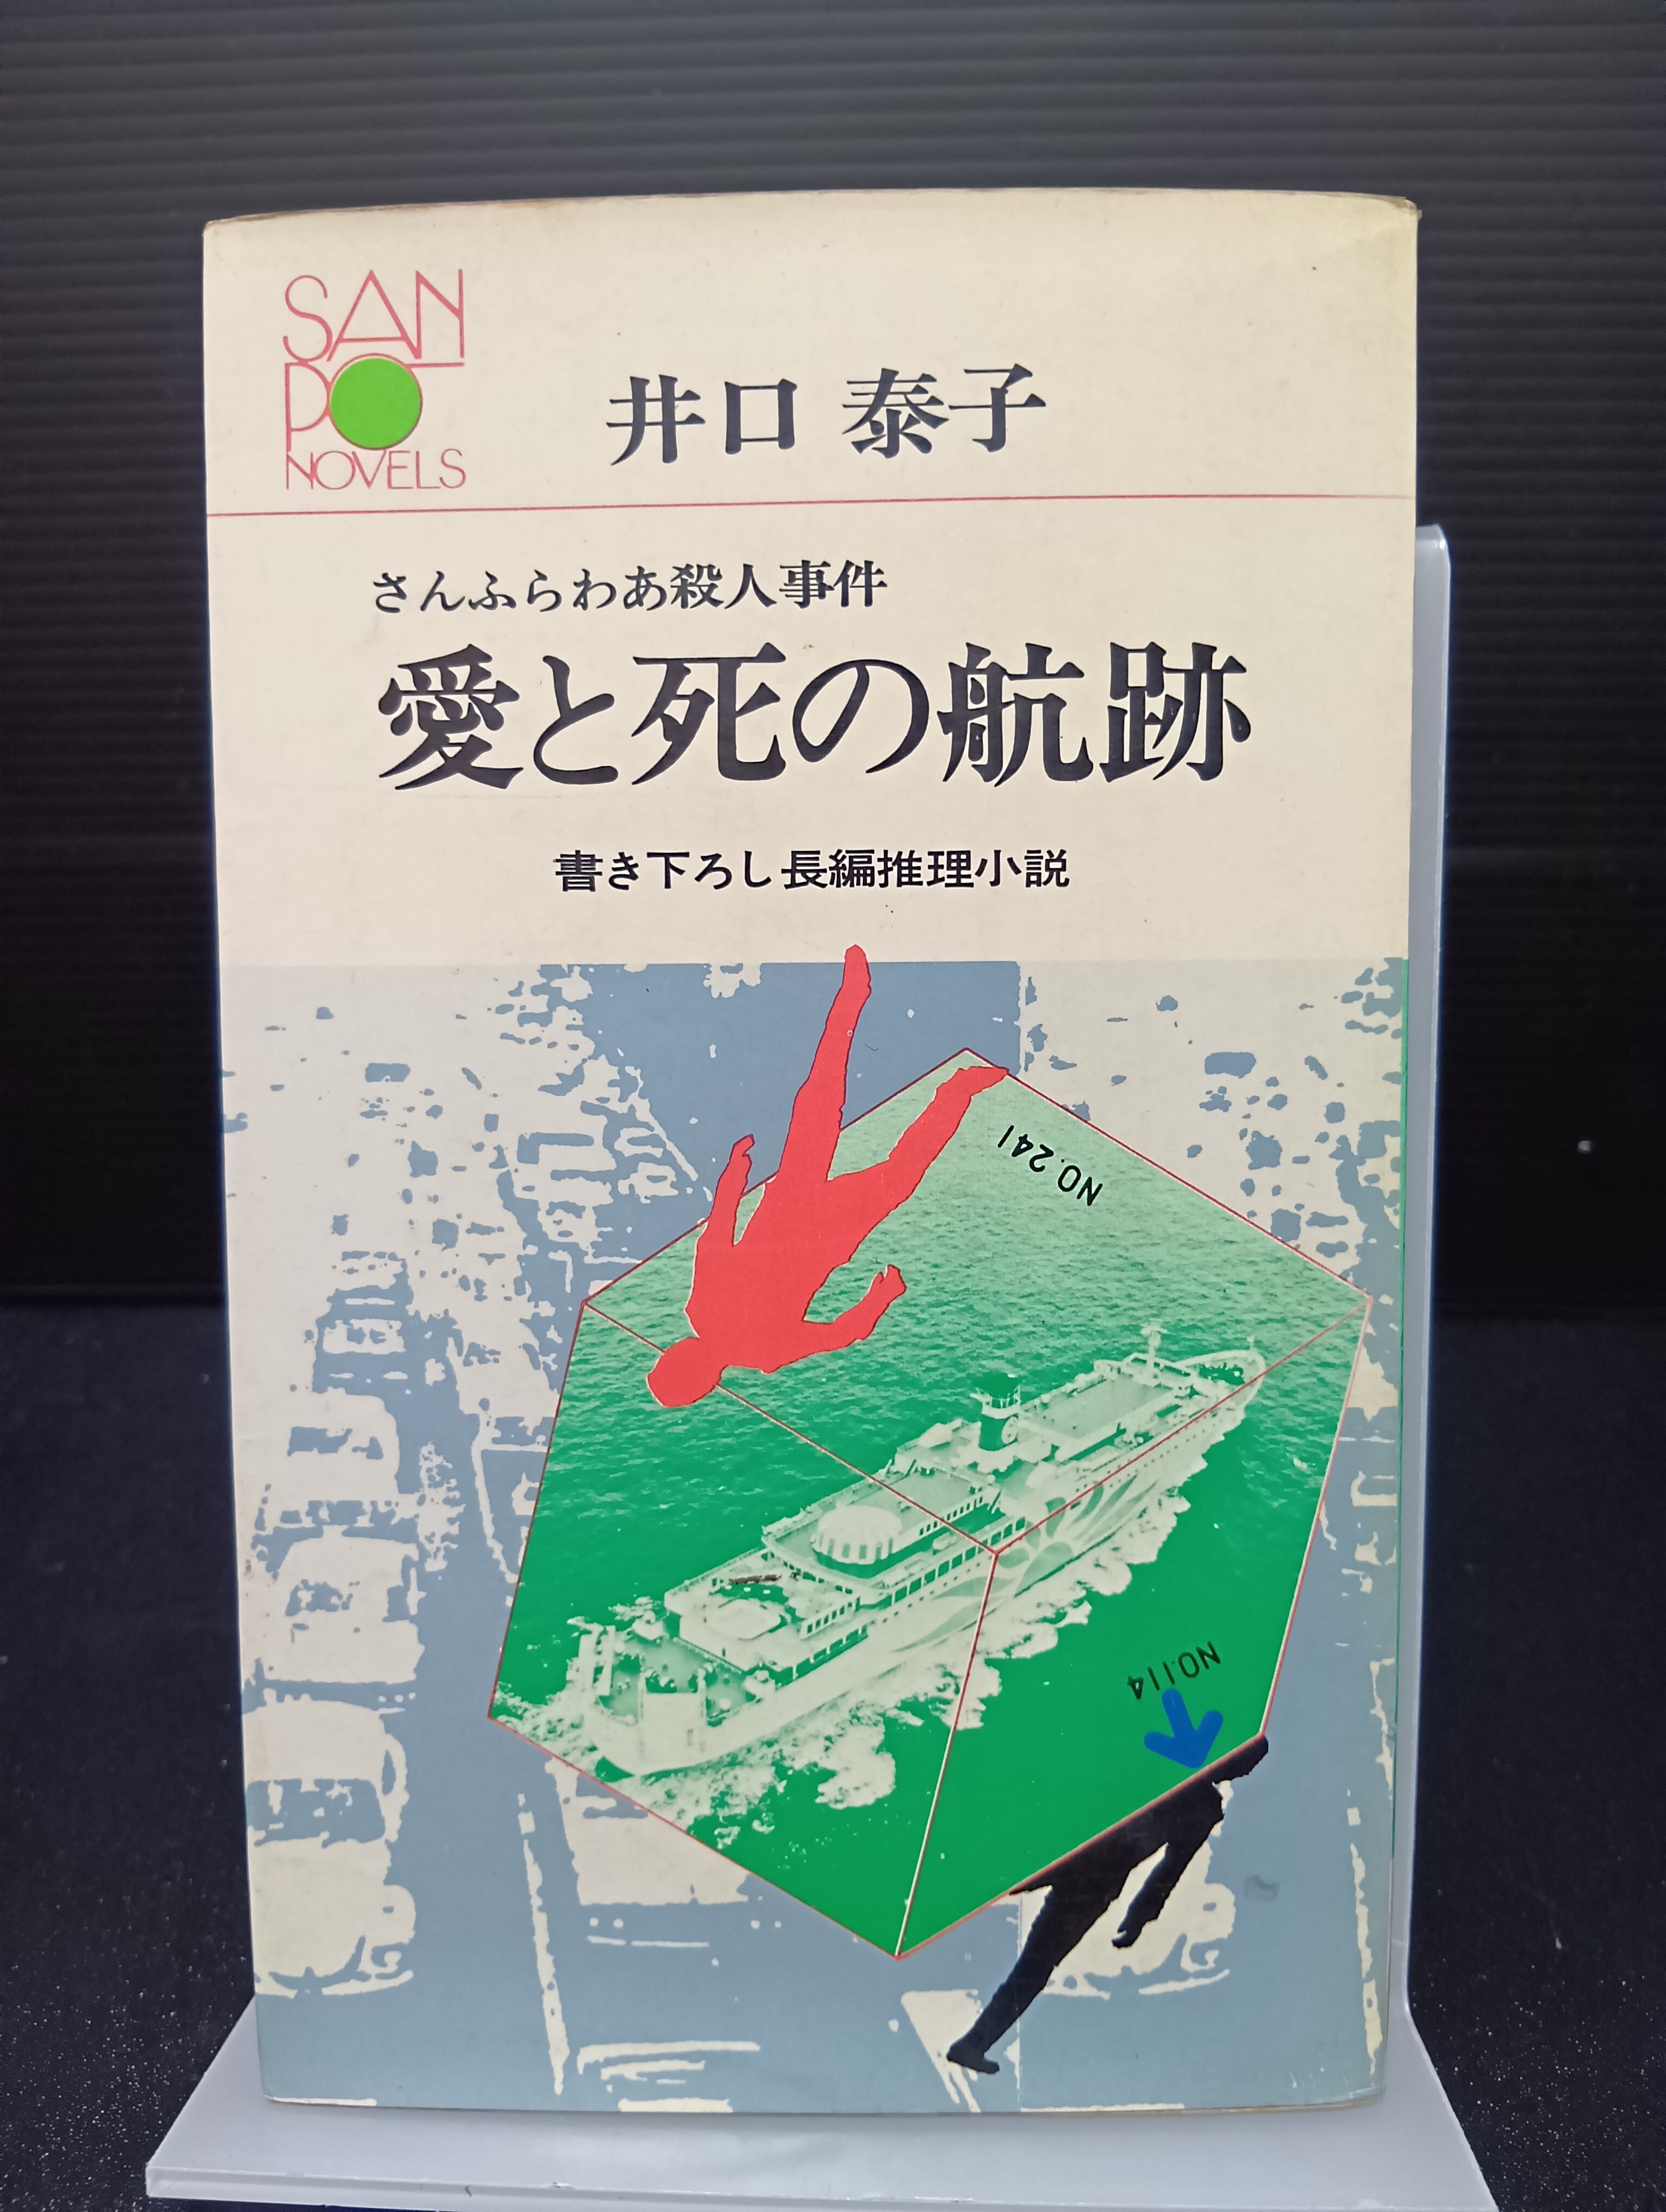 SAN
PO
NOVELS
井口 泰子
さんふらわあ殺人事件
愛と死の航跡
書き下ろし長編推理小説
NO.241
NO.114